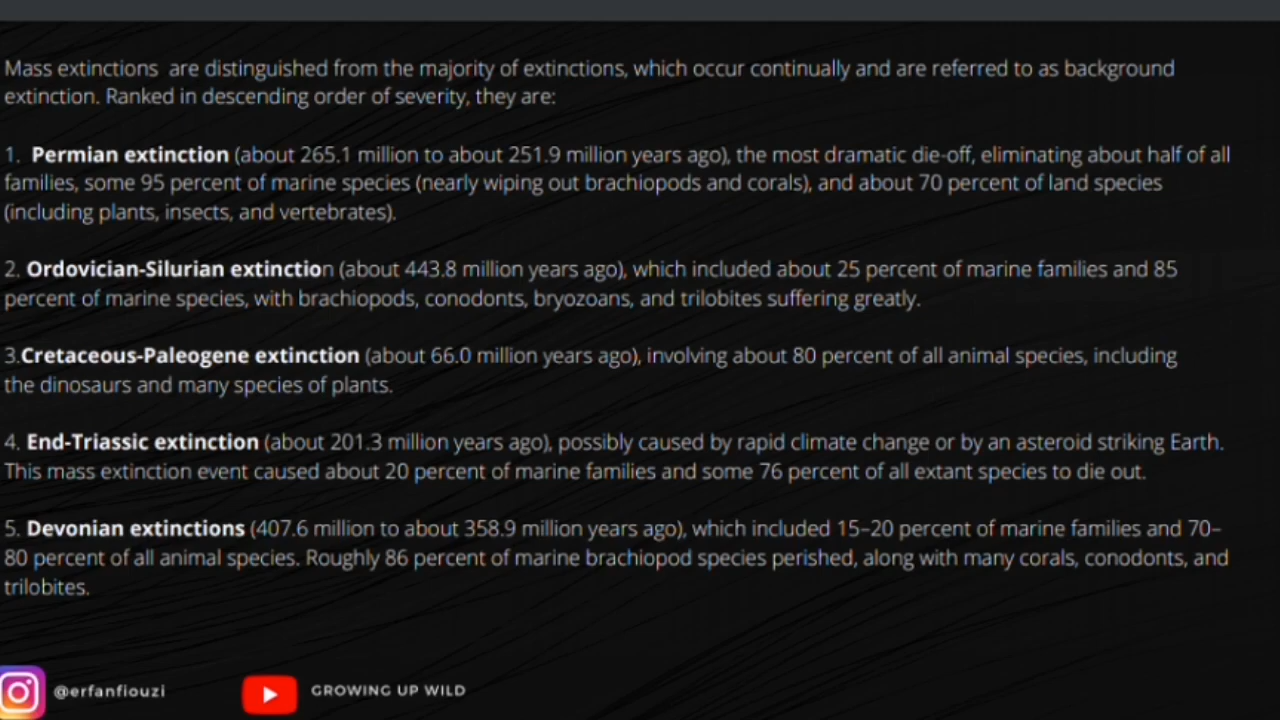 Mass extinctions  are distinguished from the majority of extinctions, which occur continually and are referred to as background
extinction. Ranked in descending order of severity, they are:
1.  Permian extinction (about 265.1 million to about 251.9 million years ago), the most dramatic die-off, eliminating about half of all
families, some 95 percent of marine species (nearly wiping out brachiopods and corals), and about 70 percent of land species
(including plants, insects, and vertebrates).
2. Ordovician-Silurian extinction (about 443.8 million years ago), which included about 25 percent of marine families and 85
percent of marine species, with brachiopods, conodonts, bryozoans, and trilobites suffering greatly.
3.Cretaceous-Paleogene extinction (about 66.0 million years ago), involving about 80 percent of all animal species, including
the dinosaurs and many species of plants.
4. End-Triassic extinction (about 201.3 million years ago), possibly caused by rapid climate change or by an asteroid striking Earth.
This mass extinction event caused about 20 percent of marine families and some 76 percent of all extant species to die out.
5. Devonian extinctions (407.6 million to about 358.9 million years ago), which included 15–20 percent of marine families and 70–
80 percent of all animal species. Roughly 86 percent of marine brachiopod species perished, along with many corals, conodonts, and
trilobites.
@erfanfiouzi
GROWING UP WILD